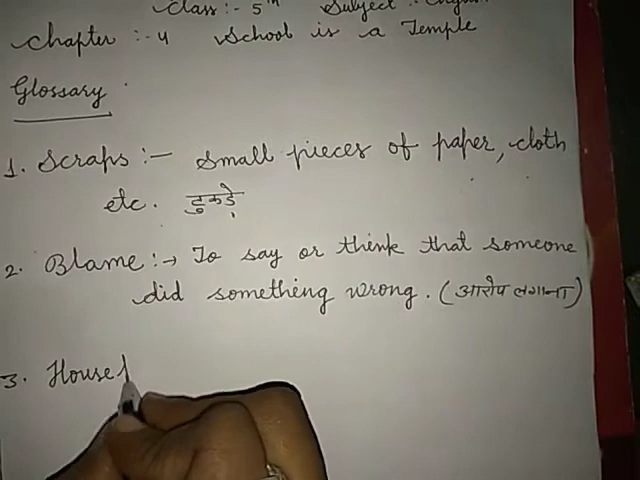 Class :- 5th Subject :- English
Chapter :- 4 School is a Temple
Glossary
1. Scraps :- Small pieces of paper, cloth
etc. टुकड़े
2. Blame :→ To say or think that someone
did something wrong. (आरोप लगाना)
3. House